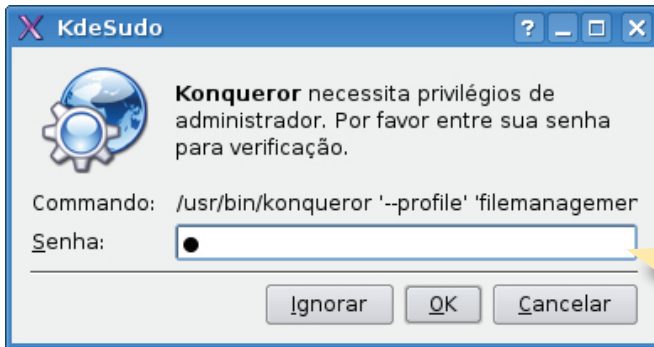 KdeSudo
Konqueror necessita privilégios de
administrador. Por favor entre sua senha
para verificação.
Commando: /usr/bin/konqueror '--profile' 'filemanagemer
Senha: ●
Ignorar OK Cancelar